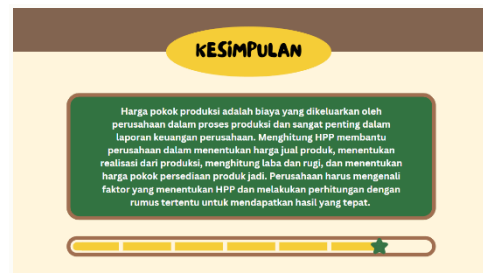 KESIMPULAN
Harga pokok produksi adalah biaya yang dikeluarkan oleh
perusahaan dalam proses produksi dan sangat penting dalam
laporan keuangan perusahaan. Menghitung HPP membantu
perusahaan dalam menentukan harga jual produk, menentukan
realisasi dari produksi, menghitung laba dan rugi, dan menentukan
harga pokok persediaan produk jadi. Perusahaan harus mengenali
faktor yang menentukan HPP dan melakukan perhitungan dengan
rumus tertentu untuk mendapatkan hasil yang tepat.